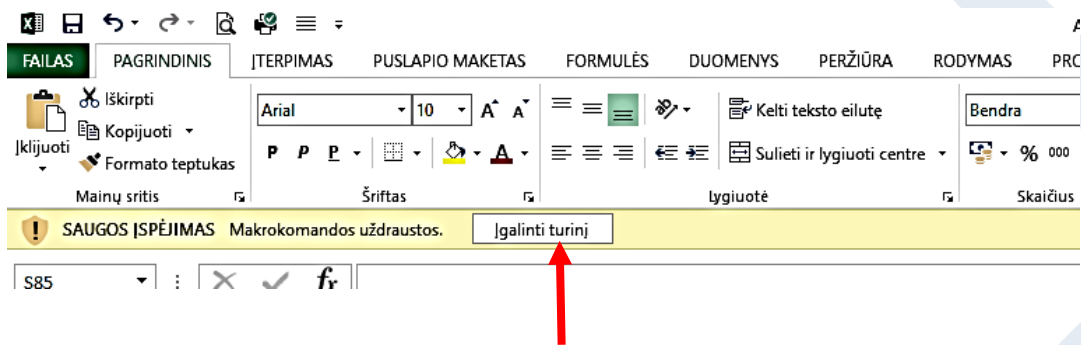 FAILAS PAGRINDINIS ĮTERPIMAS PUSLAPIO MAKETAS FORMULĖS DUOMENYS PERŽIŪRA RODYMAS
Įklijuoti
Iškirpti
Kopijuoti
Formato teptukas
Mainų sritis
Arial 10 A A
P P P A
Šriftas
Kelti teksto eilutę
Sulieti ir lygiuoti centre
Lygiuotė
Bendra
% 000
Skaičius
SAUGOS ĮSPĖJIMAS Makrokomandos uždraustos. Įgalinti turinį
S85 fx